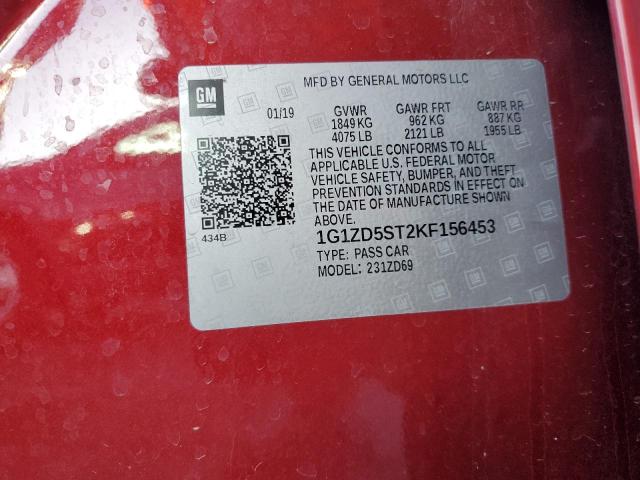 GM
MFD BY GENERAL MOTORS LLC
01/19 GVWR GAWR FRT GAWR RR
1849 KG 962 KG 887 KG
4075 LB 2121 LB 1955 LB
THIS VEHICLE CONFORMS TO ALL
APPLICABLE U.S. FEDERAL MOTOR
VEHICLE SAFETY, BUMPER, AND THEFT
PREVENTION STANDARDS IN EFFECT ON
THE DATE OF MANUFACTURE SHOWN
ABOVE.
434B
1G1ZD5ST2KF156453
TYPE: PASS CAR
MODEL: 231ZD69